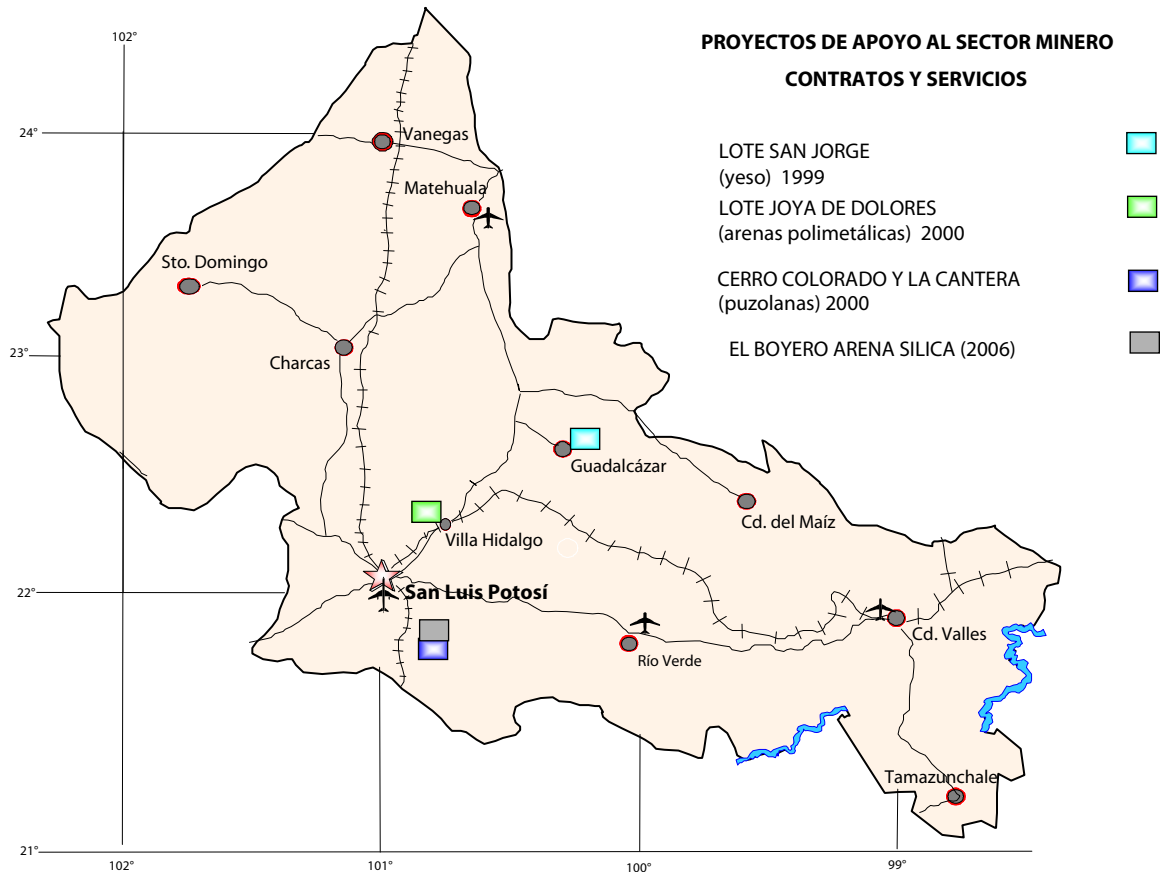 PROYECTOS DE APOYO AL SECTOR MINERO
CONTRATOS Y SERVICIOS
LOTE SAN JORGE
(yeso) 1999
LOTE JOYA DE DOLORES
(arenas polimetálicas) 2000
CERRO COLORADO Y LA CANTERA
(puzolanas) 2000
EL BOYERO ARENA SILICA (2006)
102°
24°
Vanegas
Matehuala
Sto. Domingo
23°
Charcas
Guadalcázar
Cd. del Maíz
Villa Hidalgo
22°
San Luis Potosí
Cd. Valles
Río Verde
Tamazunchale
21°
102°
101°
100°
99°